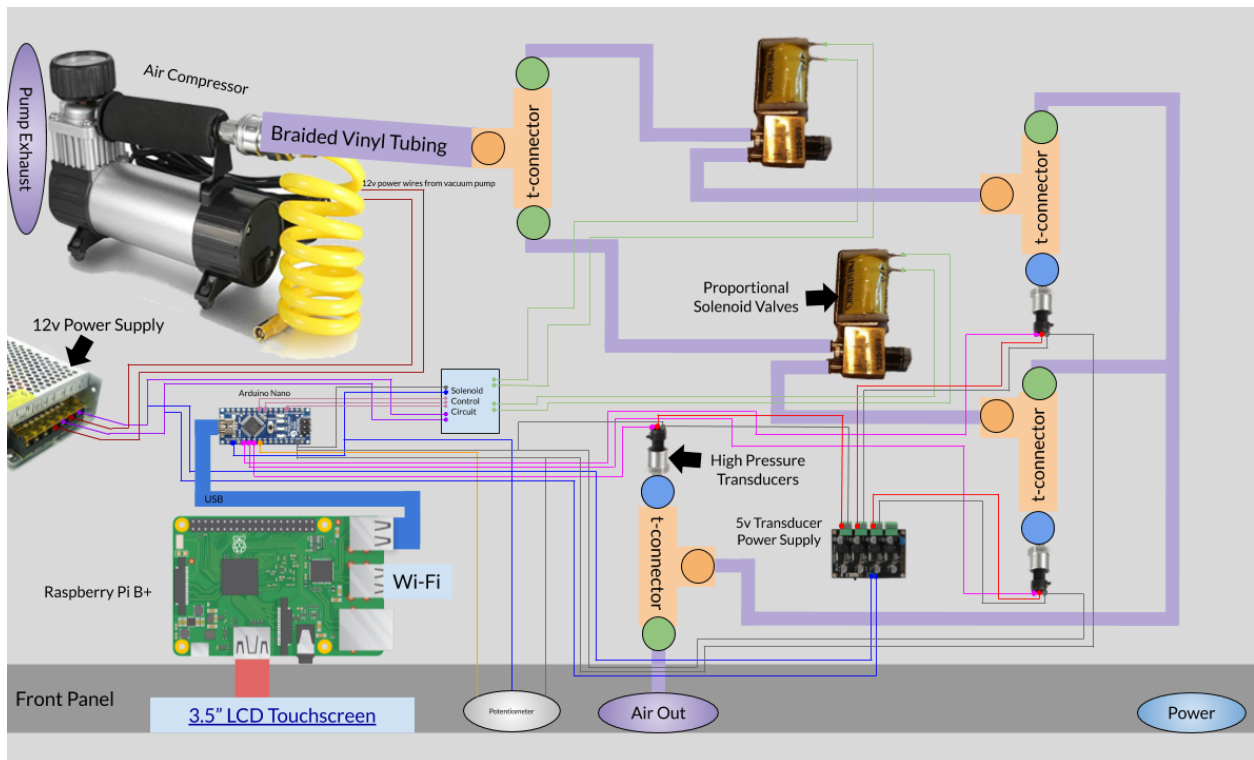 Pump Exhaust
Air Compressor
Braided Vinyl Tubing
t-connector
12v power wires from vacuum pump
t-connector
Proportional
Solenoid Valves
12v Power Supply
Arduino Nano
Solenoid
Control
Circuit
t-connector
High Pressure
Transducers
USB
t-connector
5v Transducer
Power Supply
Raspberry Pi B+
Wi-Fi
Front Panel
3.5” LCD Touchscreen
Potentiometer
Air Out
Power